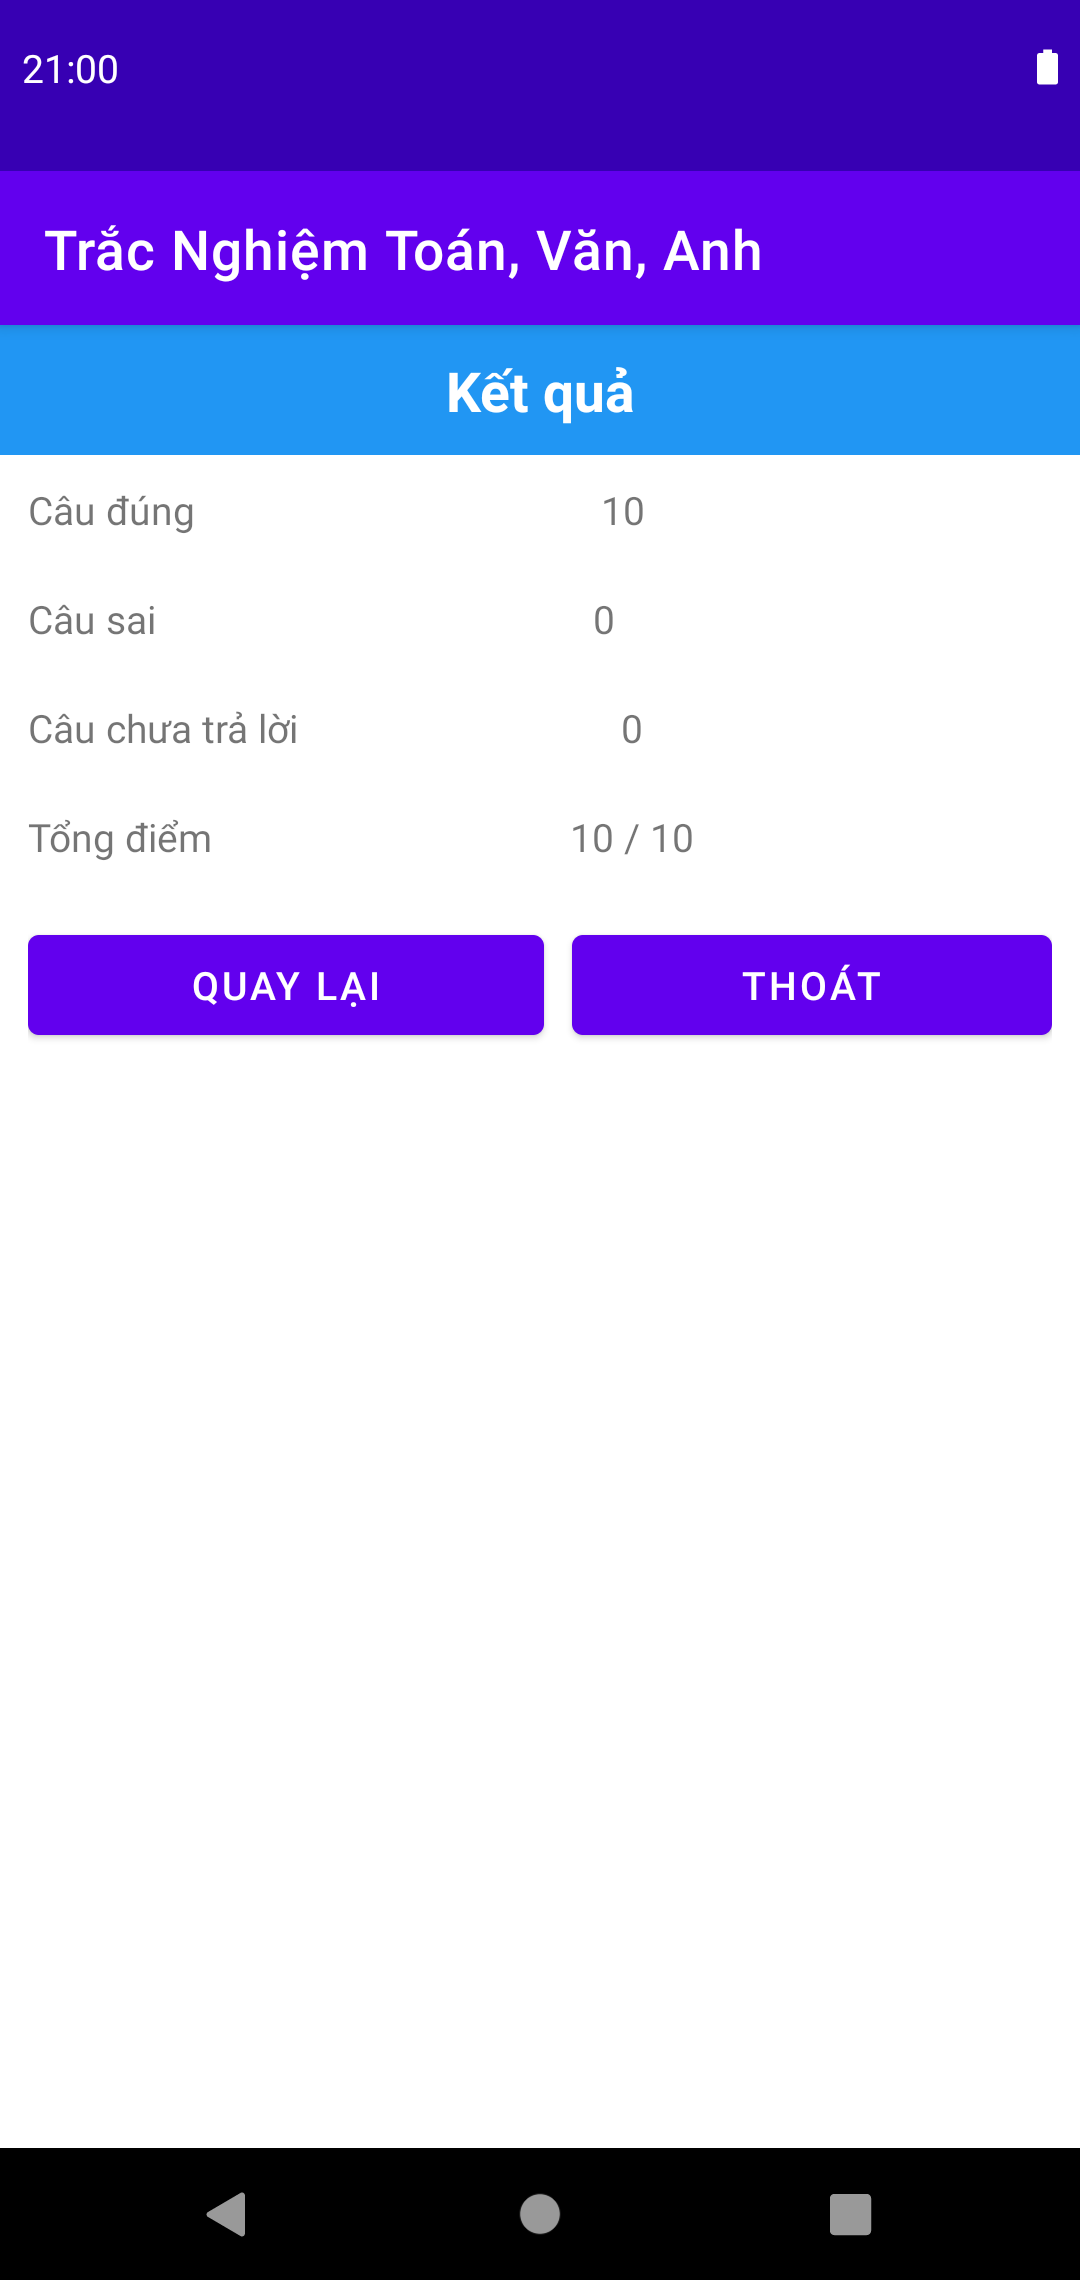 21:00
Trắc Nghiệm Toán, Văn, Anh
Kết quả
Câu đúng 10
Câu sai 0
Câu chưa trả lời 0
Tổng điểm 10 / 10
QUAY LẠI THOÁT